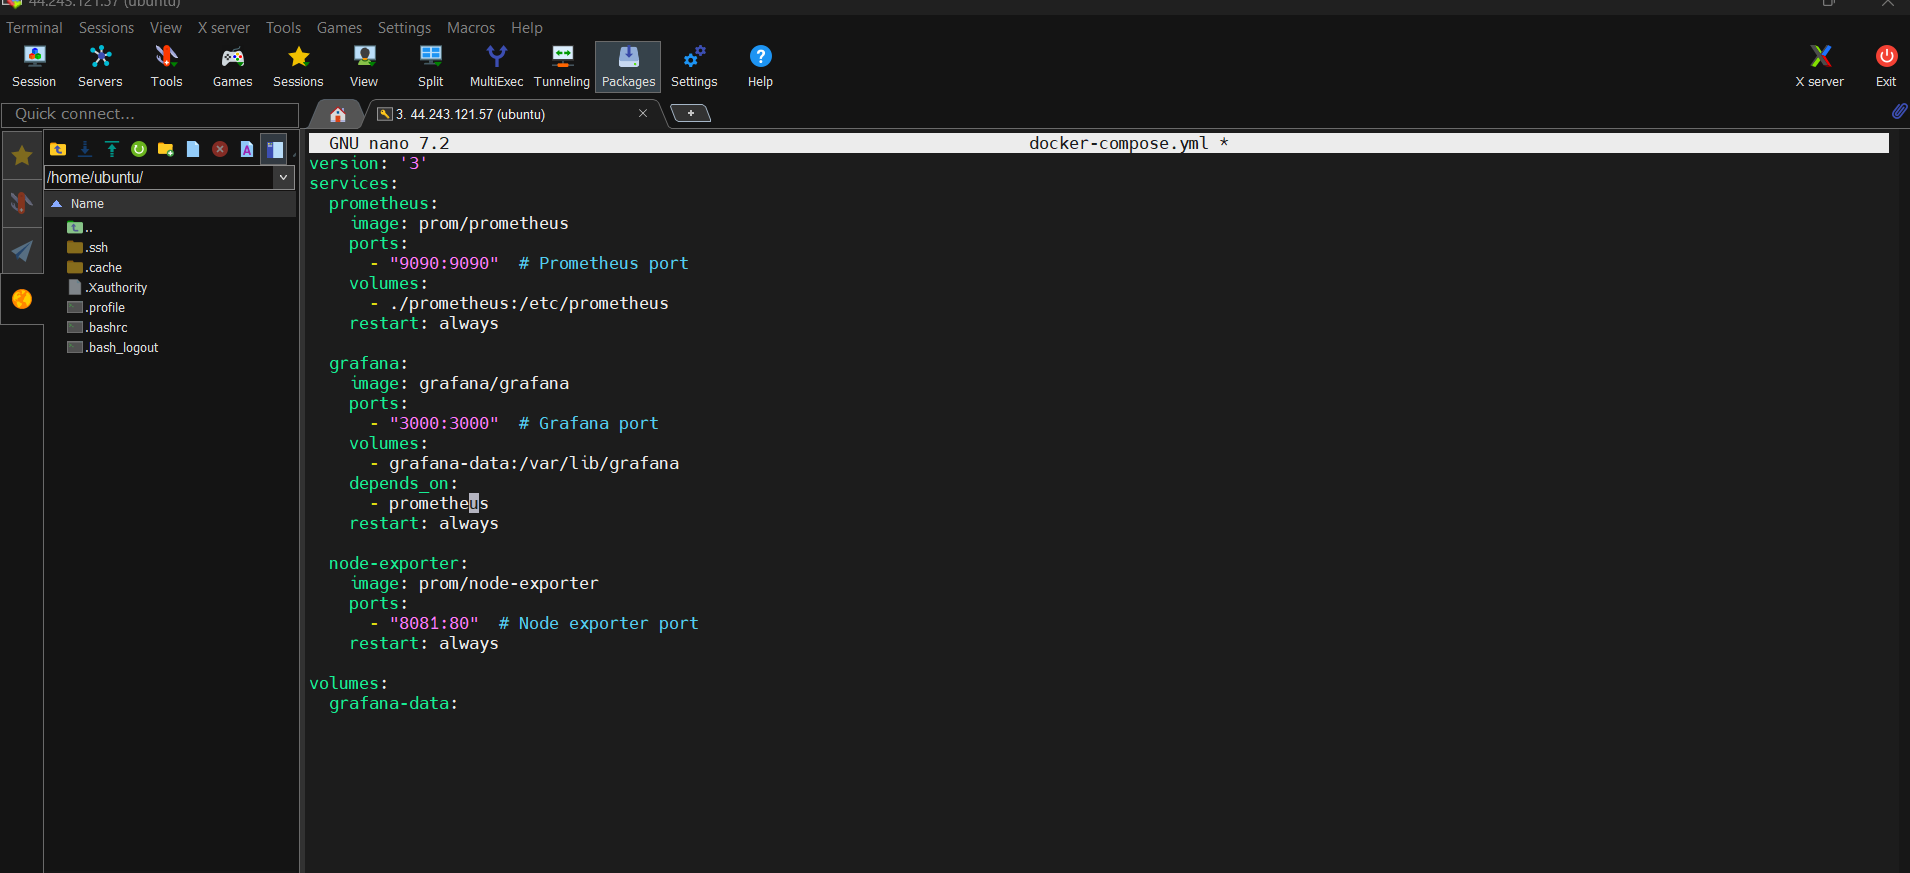 44.243.121.57 (ubuntu)
Terminal Sessions View X server Tools Games Settings Macros Help
Session Servers Tools Games Sessions View Split MultiExec Tunneling Packages Settings Help X server Exit
Quick connect...
3. 44.243.121.57 (ubuntu)
/home/ubuntu/
Name
..
.ssh
.cache
.Xauthority
.profile
.bashrc
.bash_logout
GNU nano 7.2 docker-compose.yml *
version: '3'
services:
  prometheus:
    image: prom/prometheus
    ports:
      - "9090:9090"  # Prometheus port
    volumes:
      - ./prometheus:/etc/prometheus
    restart: always
  grafana:
    image: grafana/grafana
    ports:
      - "3000:3000"  # Grafana port
    volumes:
      - grafana-data:/var/lib/grafana
    depends_on:
      - prometheus
    restart: always
  node-exporter:
    image: prom/node-exporter
    ports:
      - "8081:80"  # Node exporter port
    restart: always
volumes:
  grafana-data: